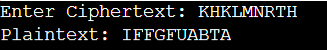 Enter Ciphertext: KHKLMNRTH
Plaintext: IFFGFUABTA